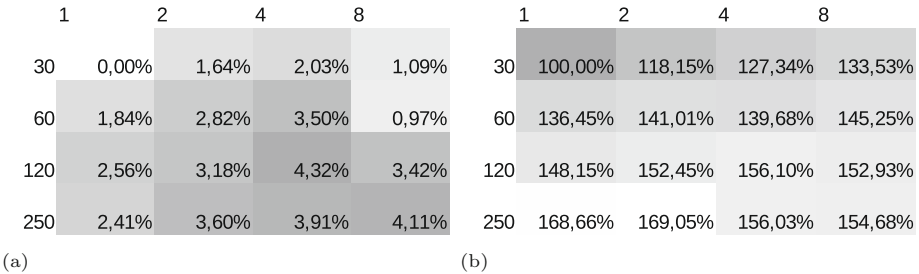 1 2 4 8 1 2 4 8
30 0,00% 1,64% 2,03% 1,09% 30 100,00% 118,15% 127,34% 133,53%
60 1,84% 2,82% 3,50% 0,97% 60 136,45% 141,01% 139,68% 145,25%
120 2,56% 3,18% 4,32% 3,42% 120 148,15% 152,45% 156,10% 152,93%
250 2,41% 3,60% 3,91% 4,11% 250 168,66% 169,05% 156,03% 154,68%
(a) (b)